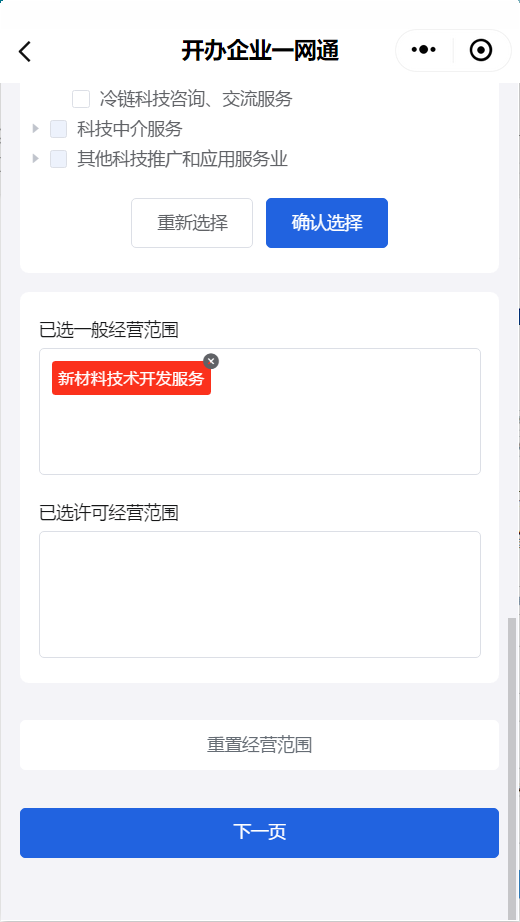 开办企业一网通
冷链科技咨询、交流服务
科技中介服务
其他科技推广和应用服务业
重新选择
确认选择
已选一般经营范围
新材料技术开发服务
已选许可经营范围
重置经营范围
下一页